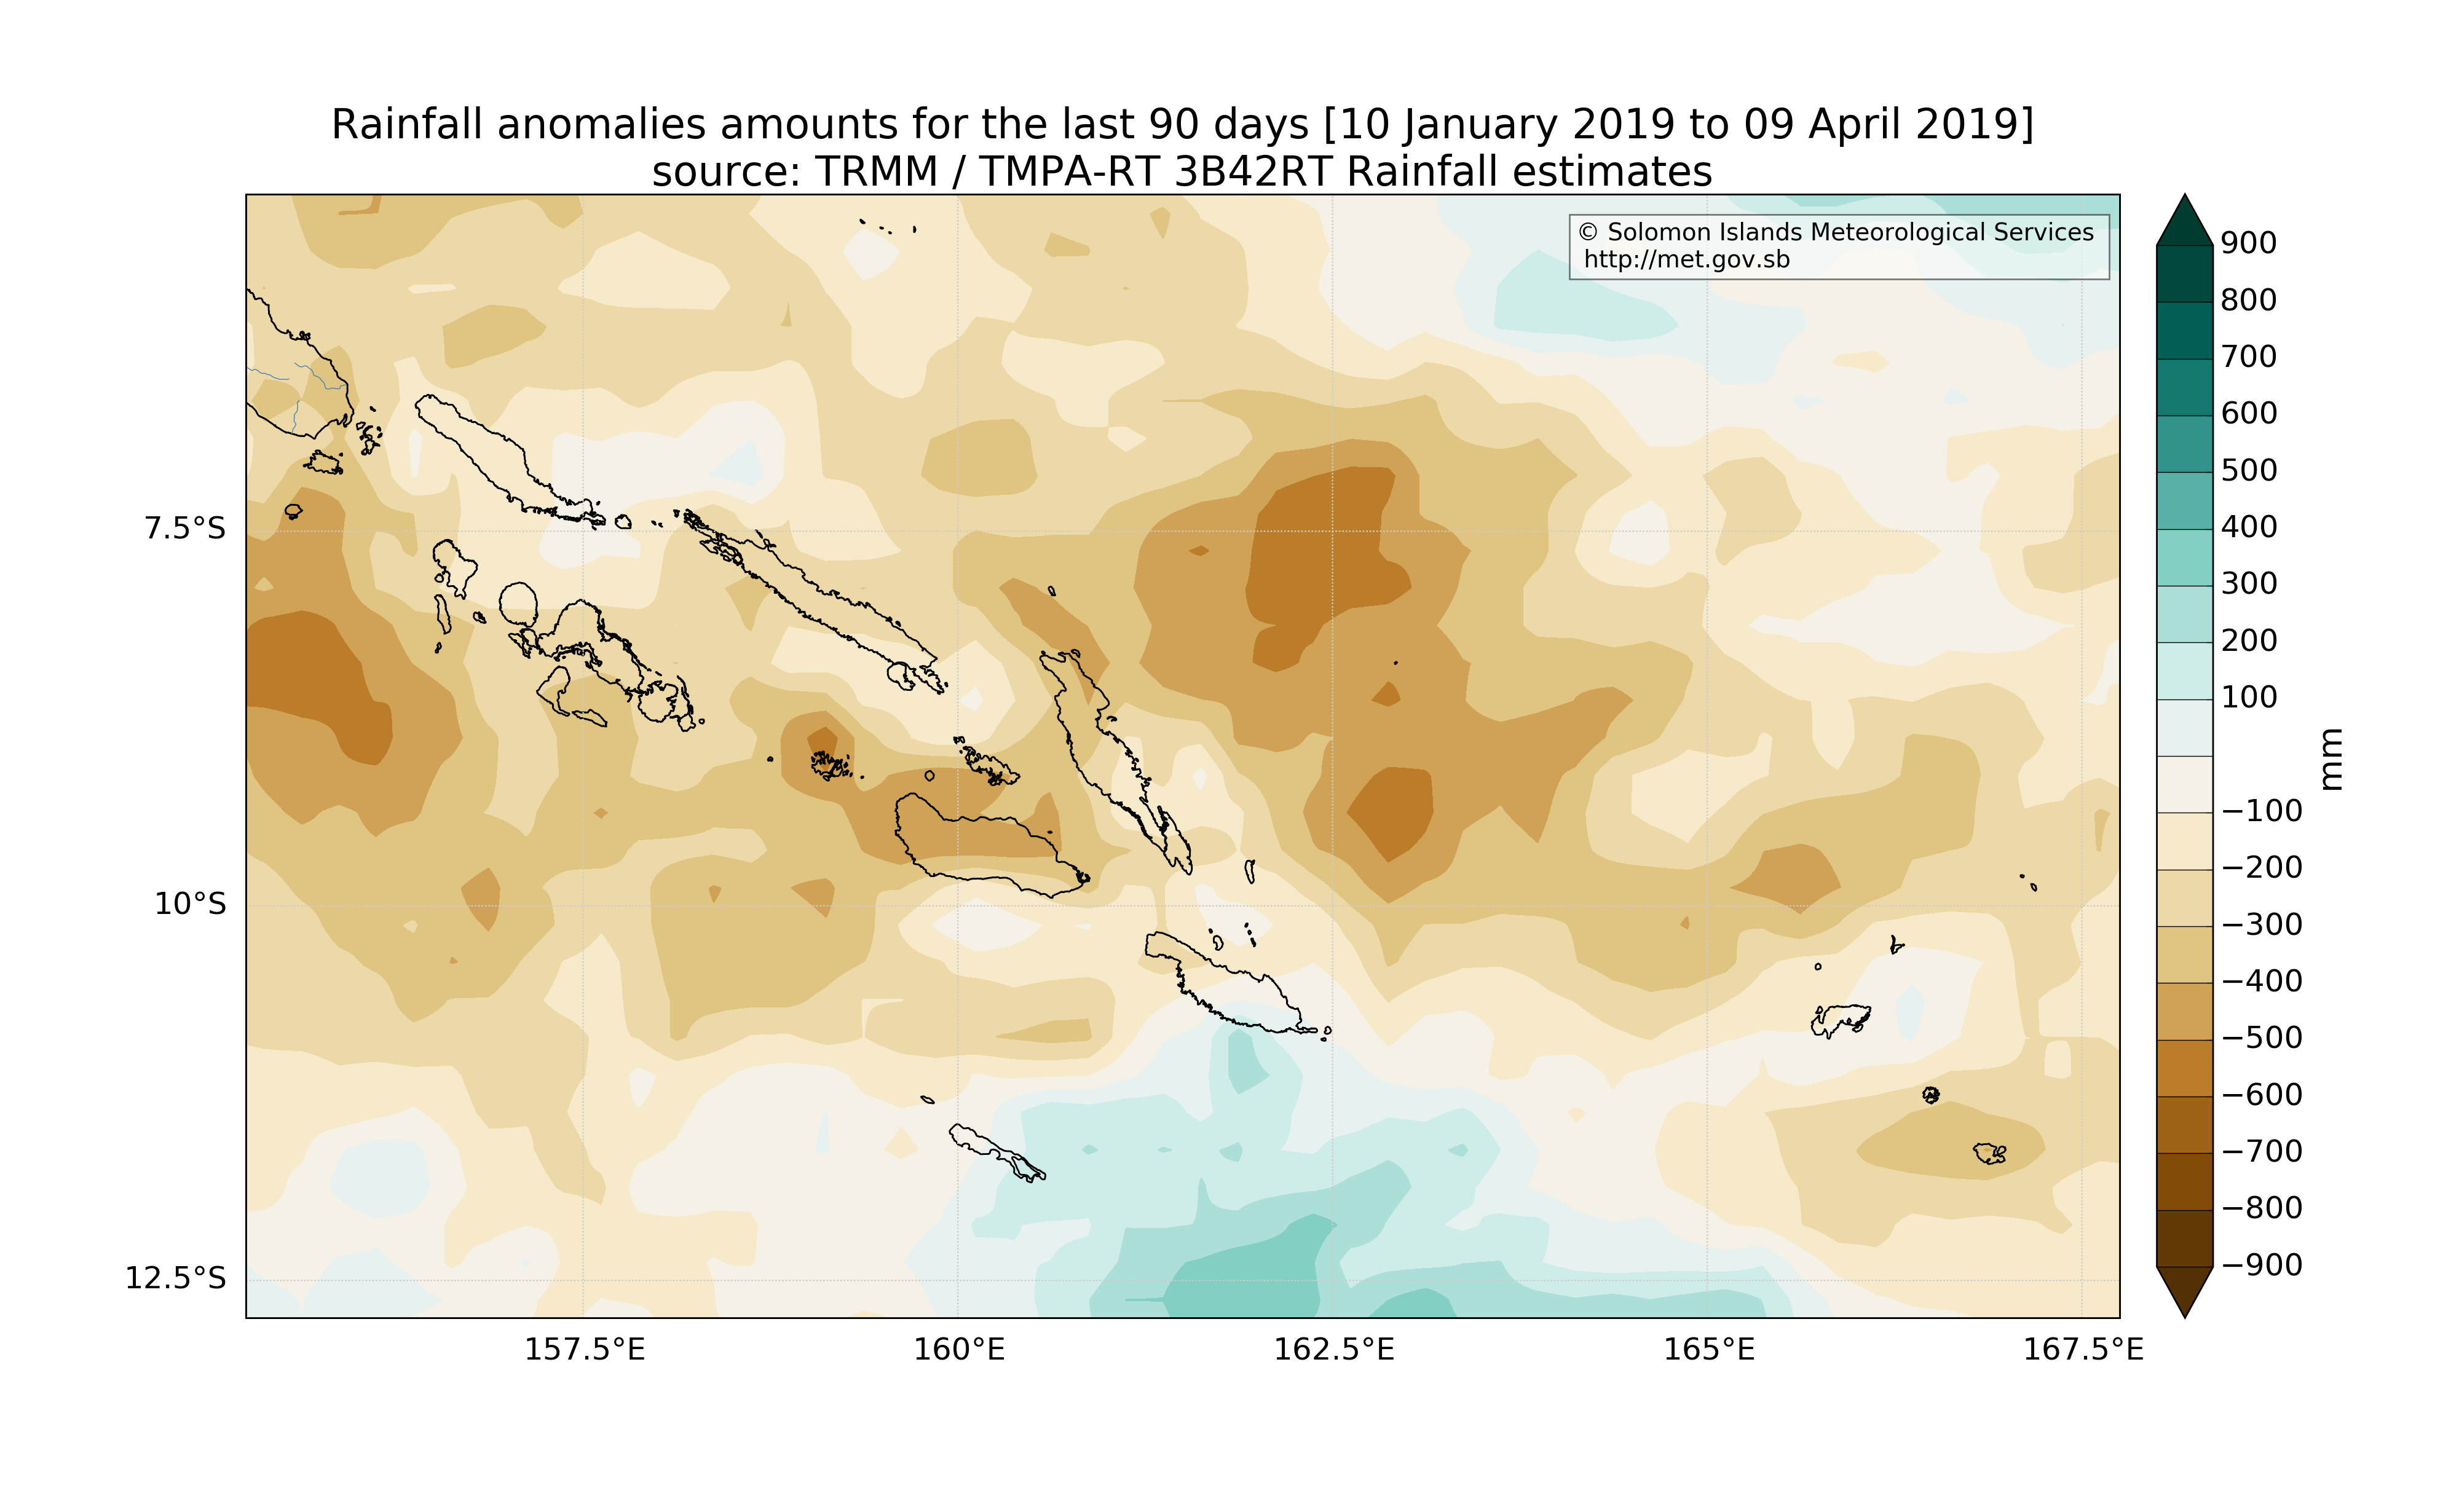 Rainfall anomalies amounts for the last 90 days [10 January 2019 to 09 April 2019]
source: TRMM / TMPA-RT 3B42RT Rainfall estimates
© Solomon Islands Meteorological Services
http://met.gov.sb
7.5°S
10°S
12.5°S
157.5°E
160°E
162.5°E
165°E
167.5°E
900
800
700
600
500
400
300
200
100
−100
−200
−300
−400
−500
−600
−700
−800
−900
mm